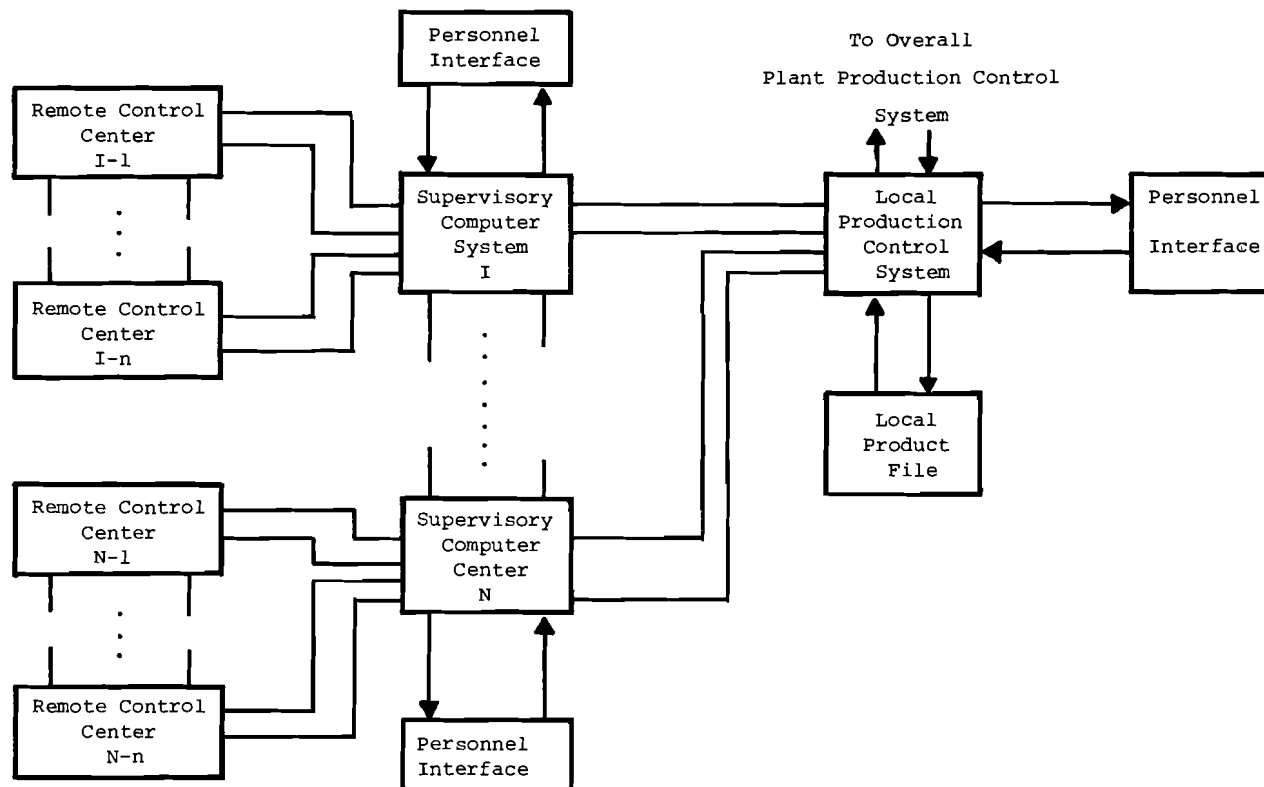 Personnel
Interface
To Overall
Plant Production Control
System
Remote Control
Center
I-1
Supervisory
Computer
System
I
Local
Production
Control
System
Personnel
Interface
Remote Control
Center
I-n
Local
Product
File
Remote Control
Center
N-1
Supervisory
Computer
Center
N
Remote Control
Center
N-n
Personnel
Interface